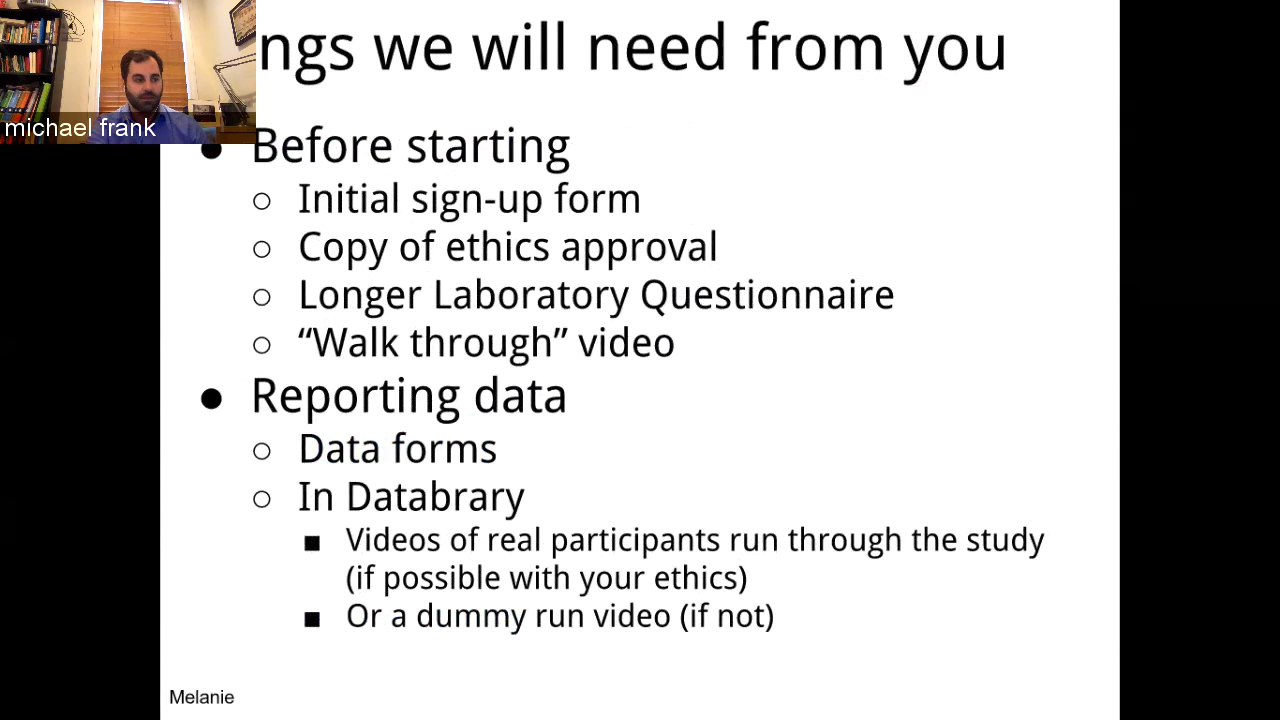 ngs we will need from you
michael frank
● Before starting
○ Initial sign-up form
○ Copy of ethics approval
○ Longer Laboratory Questionnaire
○ “Walk through” video
● Reporting data
○ Data forms
○ In Databrary
■ Videos of real participants run through the study
(if possible with your ethics)
■ Or a dummy run video (if not)
Melanie